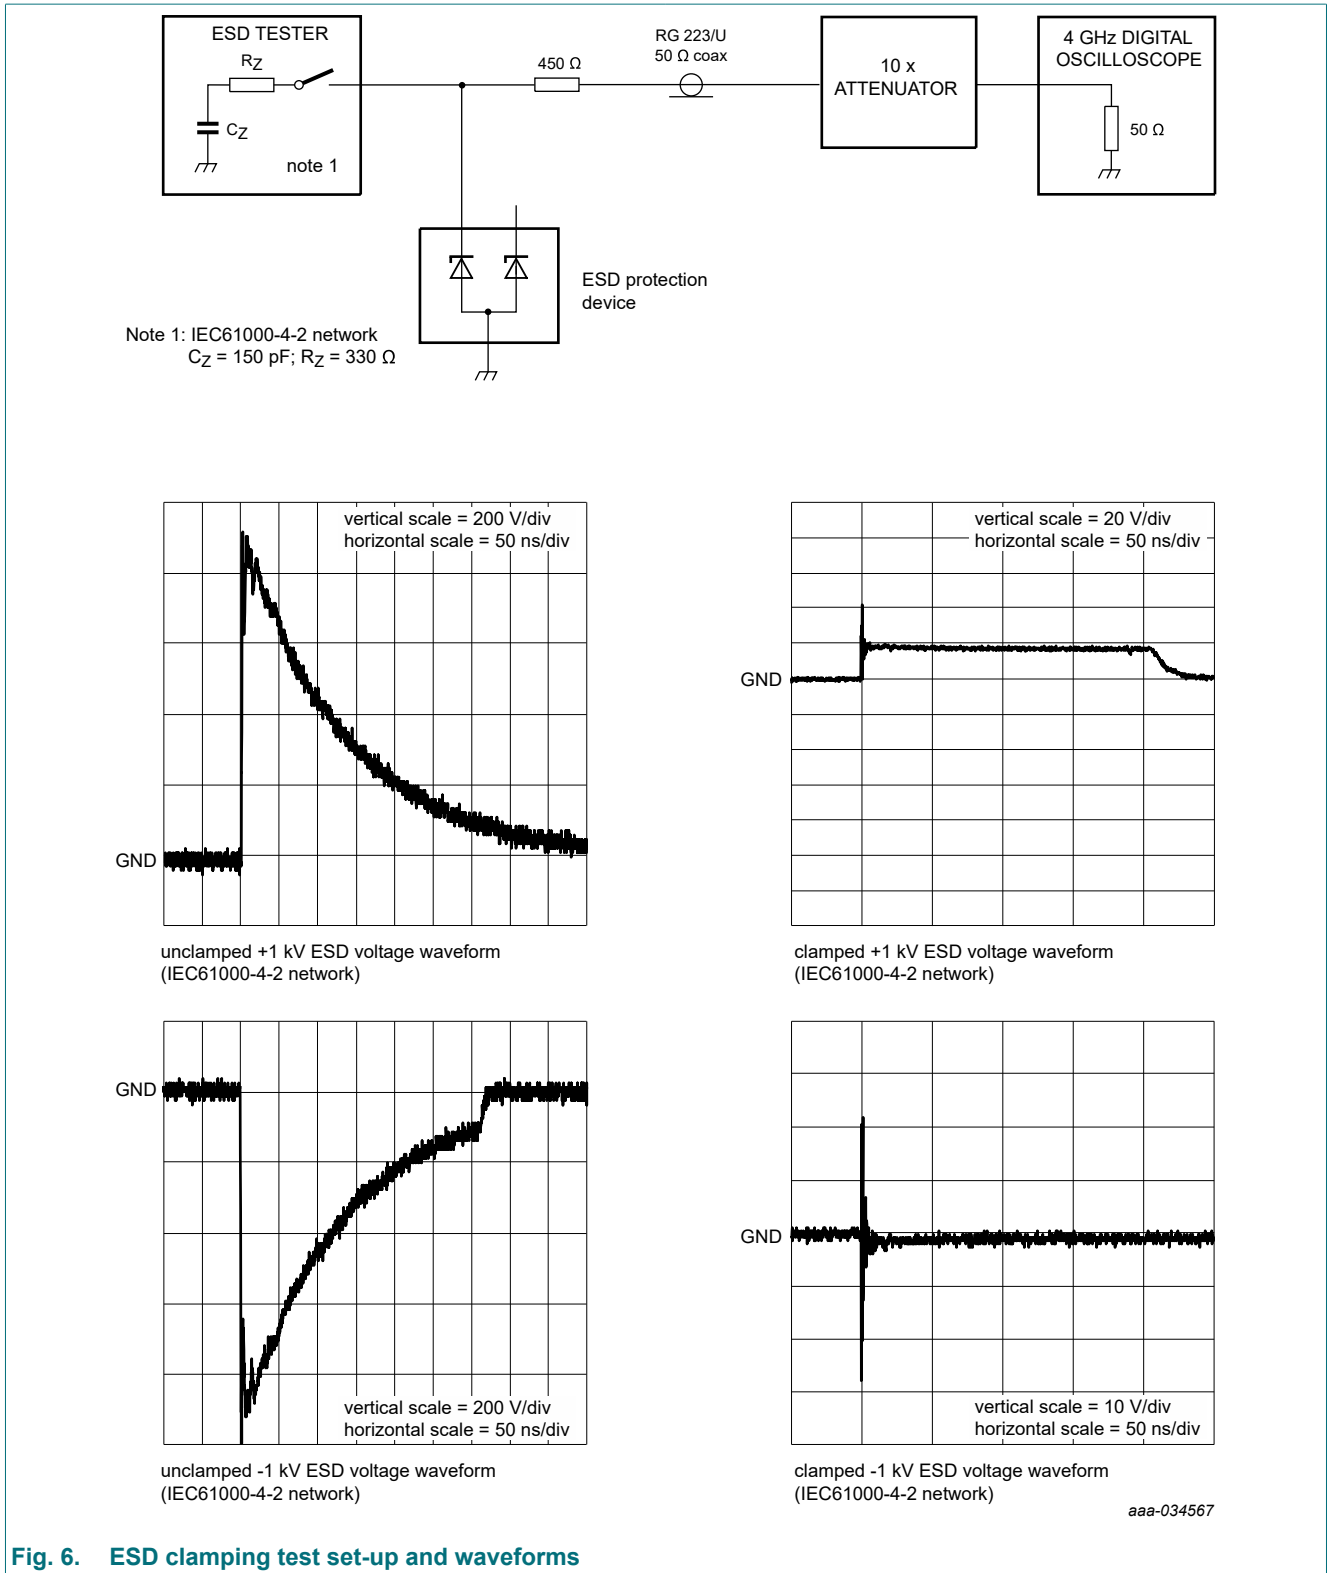 ESD TESTER
RZ
CZ
note 1
450 Ω
RG 223/U
50 Ω coax
10 x
ATTENUATOR
4 GHz DIGITAL
OSCILLOSCOPE
50 Ω
ESD protection
device
Note 1: IEC61000-4-2 network
CZ = 150 pF; RZ = 330 Ω
vertical scale = 200 V/div
horizontal scale = 50 ns/div
GND
unclamped +1 kV ESD voltage waveform
(IEC61000-4-2 network)
vertical scale = 20 V/div
horizontal scale = 50 ns/div
GND
clamped +1 kV ESD voltage waveform
(IEC61000-4-2 network)
GND
vertical scale = 200 V/div
horizontal scale = 50 ns/div
unclamped -1 kV ESD voltage waveform
(IEC61000-4-2 network)
GND
vertical scale = 10 V/div
horizontal scale = 50 ns/div
clamped -1 kV ESD voltage waveform
(IEC61000-4-2 network)
aaa-034567
Fig. 6. ESD clamping test set-up and waveforms